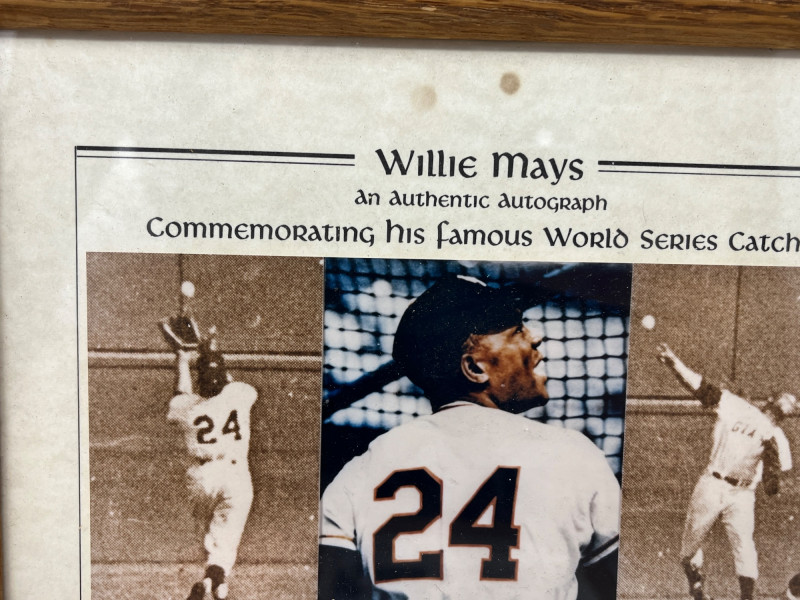 Willie Mays
an authentic autograph
Commemorating his famous World Series Catch
24
24